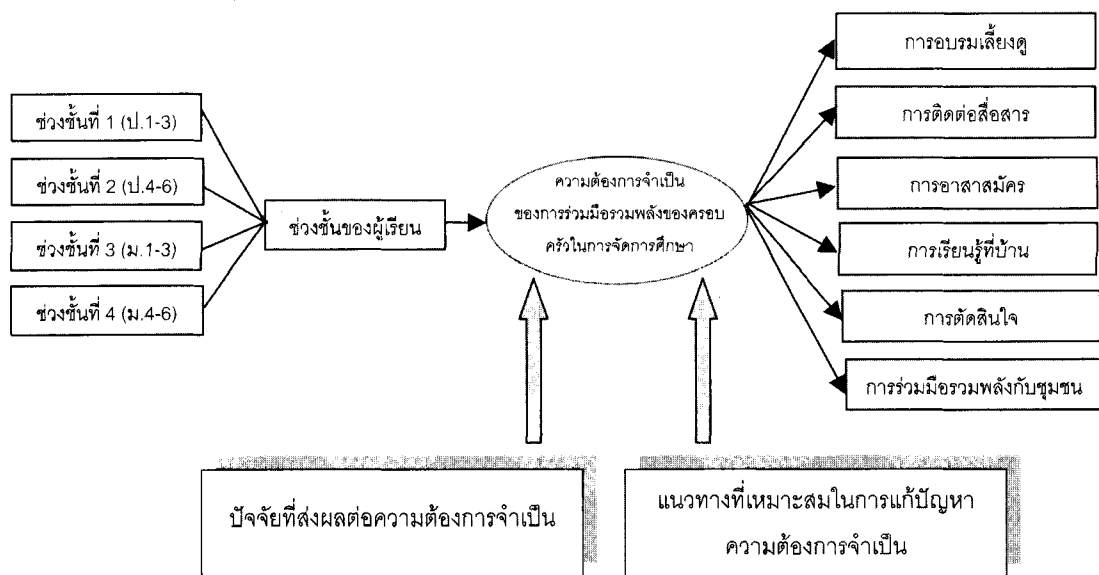 ช่วงชั้นที่ 1 (ป.1-3)
ช่วงชั้นที่ 2 (ป.4-6)
ช่วงชั้นที่ 3 (ม.1-3)
ช่วงชั้นที่ 4 (ม.4-6)
ช่วงชั้นของผู้เรียน
ความต้องการจำเป็น
ของการร่วมมือรวมพลังของครอบ
ครัวในการจัดการศึกษา
การอบรมเลี้ยงดู
การติดต่อสื่อสาร
การอาสาสมัคร
การเรียนรู้ที่บ้าน
การตัดสินใจ
การร่วมมือรวมพลังกับชุมชน
ปัจจัยที่ส่งผลต่อความต้องการจำเป็น
แนวทางที่เหมาะสมในการแก้ปัญหา
ความต้องการจำเป็น